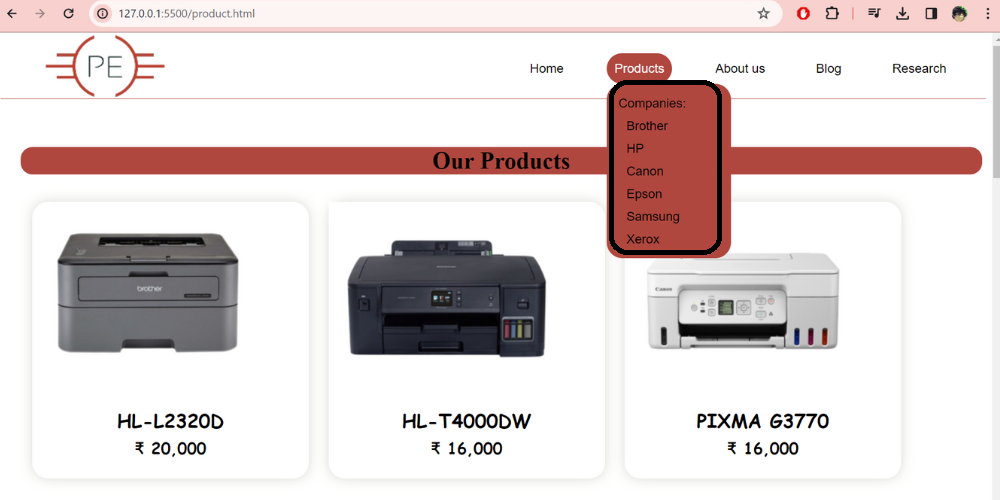 127.0.0.1:5500/product.html
PE
Home Products About us Blog Research
Companies:
Brother
HP
Canon
Epson
Samsung
Xerox
Our Products
brother
Canon
HL-L2320D HL-T4000DW PIXMA G3770
₹ 20,000 ₹ 16,000 ₹ 16,000